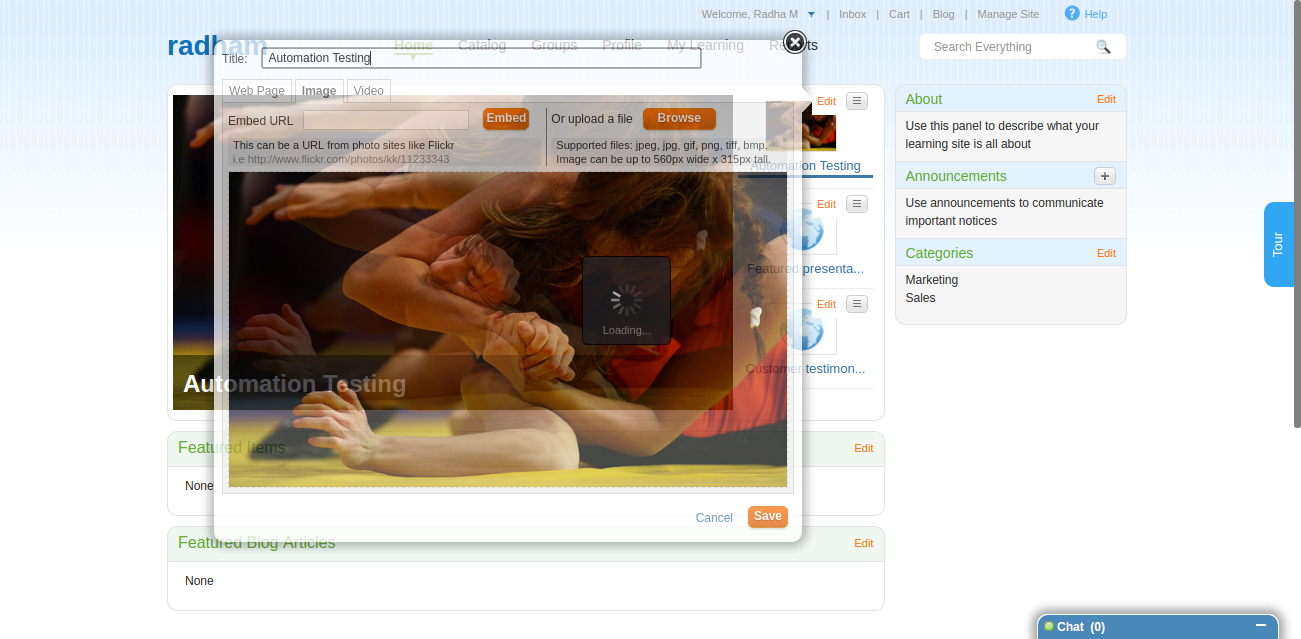 Welcome, Radha M | Inbox | Cart | Blog | Manage Site ? Help
radham
Home Catalog Groups Profile My Learning Reports
Search Everything
Title: Automation Testing
Web Page Image Video
Embed URL Embed Or upload a file Browse
This can be a URL from photo sites like Flickr
i.e http://www.flickr.com/photos/kk/11233343
Supported files: jpeg, jpg, gif, png, tiff, bmp.
Image can be up to 560px wide x 315px tall.
Loading...
Automation Testing
Cancel Save
Edit
Automation Testing
Edit
Featured presenta...
Edit
Customer testimon...
Featured Items Edit
None
Featured Blog Articles Edit
None
About Edit
Use this panel to describe what your
learning site is all about
Announcements +
Use announcements to communicate
important notices
Categories Edit
Marketing
Sales
Tour
Chat (0)